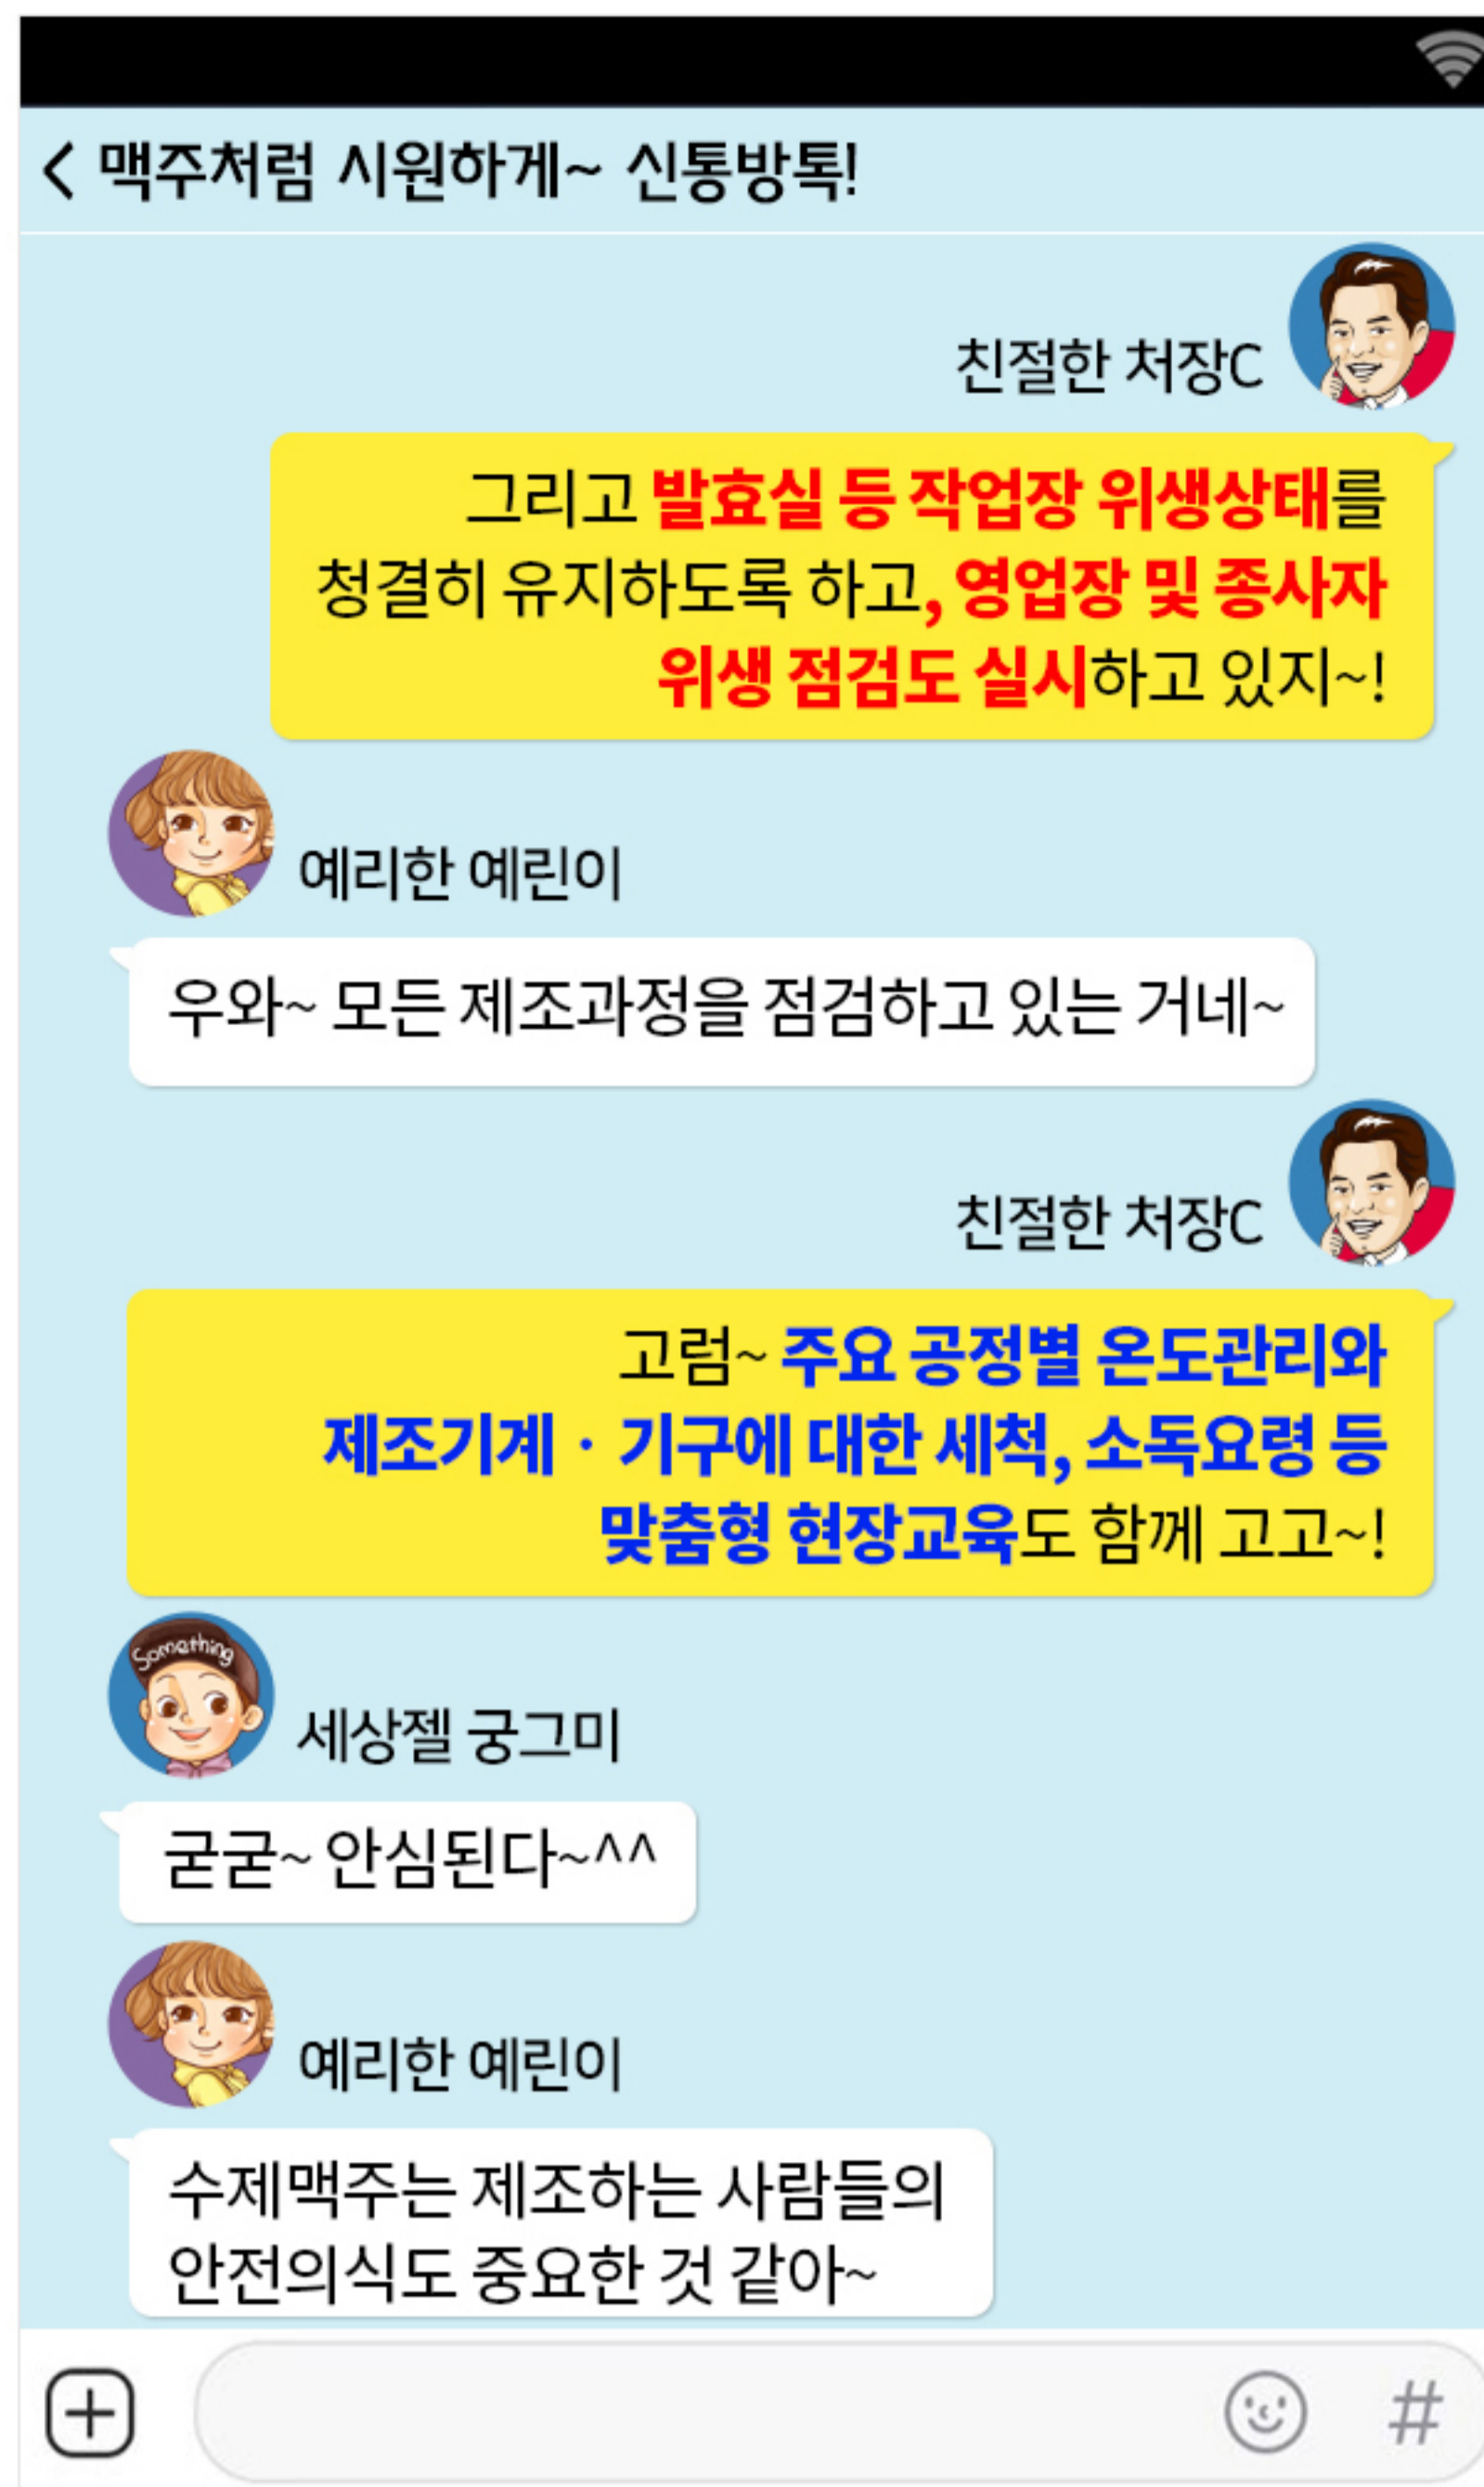 < 맥주처럼 시원하게~ 신통방톡!
친절한 처장C
그리고 발효실 등 작업장 위생상태를
청결히 유지하도록 하고, 영업장 및 종사자
위생 점검도 실시하고 있지~!
예리한 예린이
우와~ 모든 제조과정을 점검하고 있는 거네~
친절한 처장C
고럼~ 주요 공정별 온도관리와
제조기계 · 기구에 대한 세척, 소독요령 등
맞춤형 현장교육도 함께 고고~!
Something
세상젤 궁그미
굳굳~ 안심된다~^^
예리한 예린이
수제맥주는 제조하는 사람들의
안전의식도 중요한 것 같아~
#